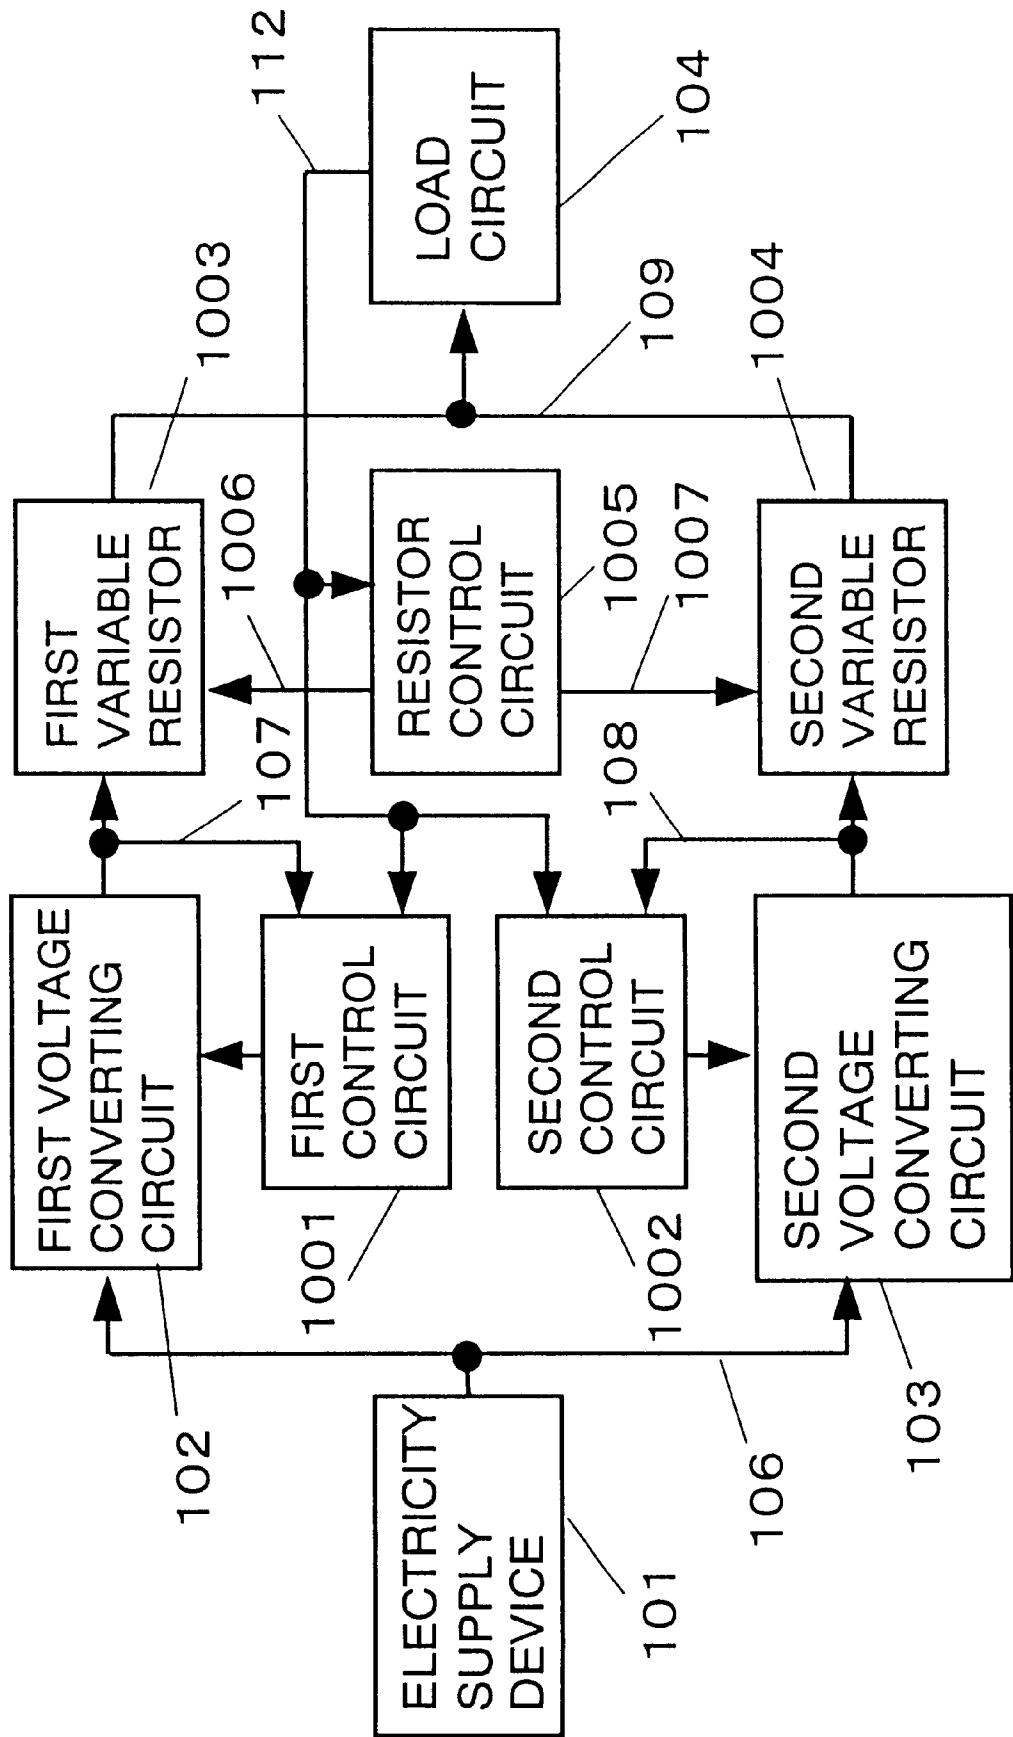 ELECTRICITY
SUPPLY
DEVICE
101
106
FIRST VOLTAGE
CONVERTING
CIRCUIT
102
FIRST
CONTROL
CIRCUIT
1001
SECOND
CONTROL
CIRCUIT
1002
SECOND
VOLTAGE
CONVERTING
CIRCUIT
103
107
108
FIRST
VARIABLE
RESISTOR
1003
1006
RESISTOR
CONTROL
CIRCUIT
1005
1007
SECOND
VARIABLE
RESISTOR
1004
109
112
LOAD
CIRCUIT
104